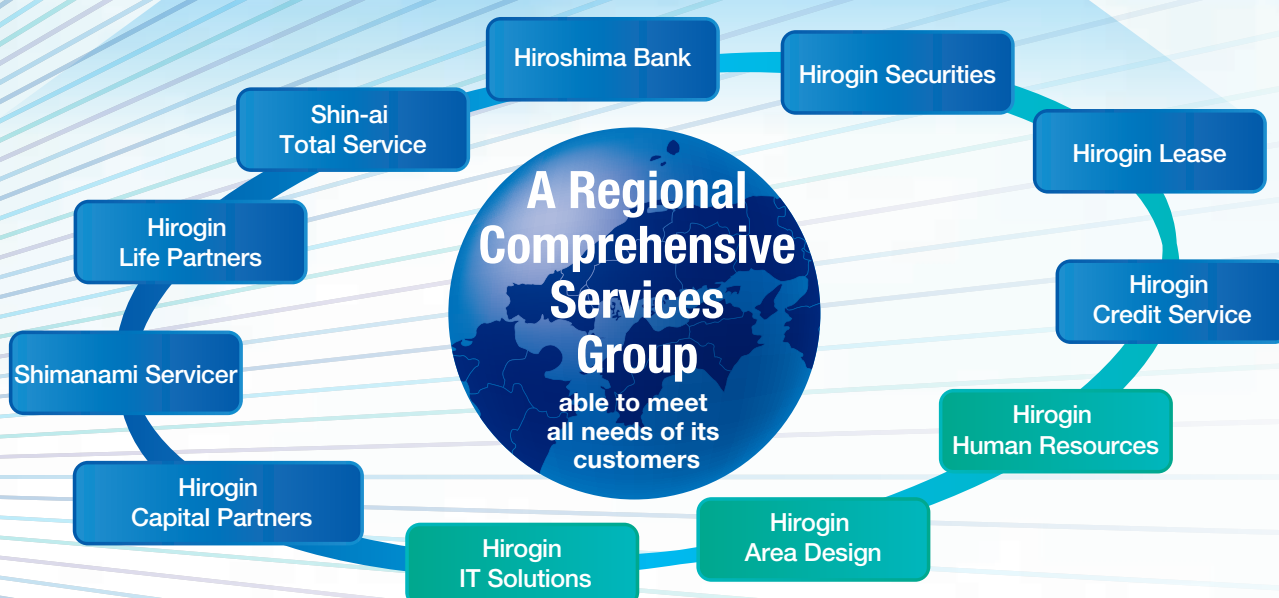 Hiroshima Bank
Hirogin Securities
Hirogin Lease
Hirogin
Credit Service
Hirogin
Human Resources
Hirogin
Area Design
Hirogin
IT Solutions
Hirogin
Capital Partners
Shimanami Servicer
Hirogin
Life Partners
Shin-ai
Total Service
A Regional
Comprehensive
Services
Group
able to meet
all needs of its
customers